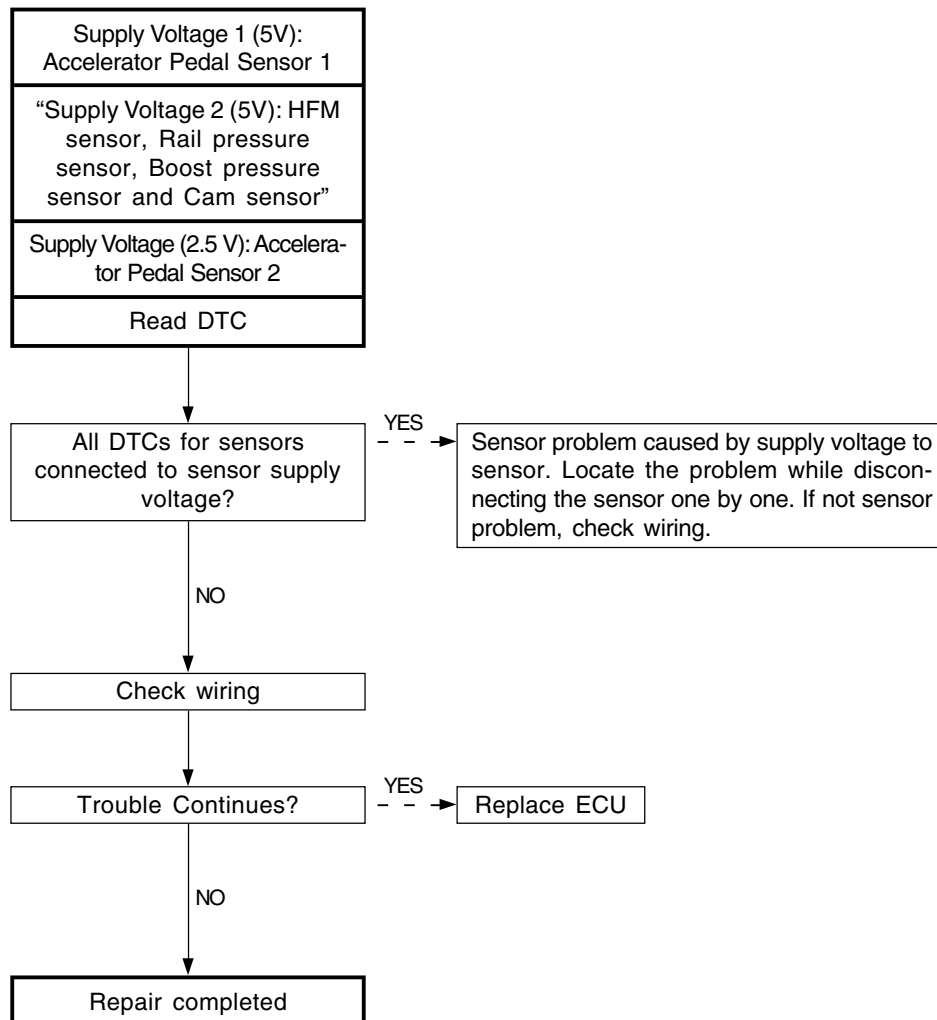 Supply Voltage 1 (5V):
Accelerator Pedal Sensor 1
“Supply Voltage 2 (5V): HFM
sensor, Rail pressure
sensor, Boost pressure
sensor and Cam sensor”
Supply Voltage (2.5 V): Accelera-
tor Pedal Sensor 2
Read DTC
All DTCs for sensors
connected to sensor supply
voltage?
YES
Sensor problem caused by supply voltage to
sensor. Locate the problem while discon-
necting the sensor one by one. If not sensor
problem, check wiring.
NO
Check wiring
Trouble Continues?
YES
Replace ECU
NO
Repair completed